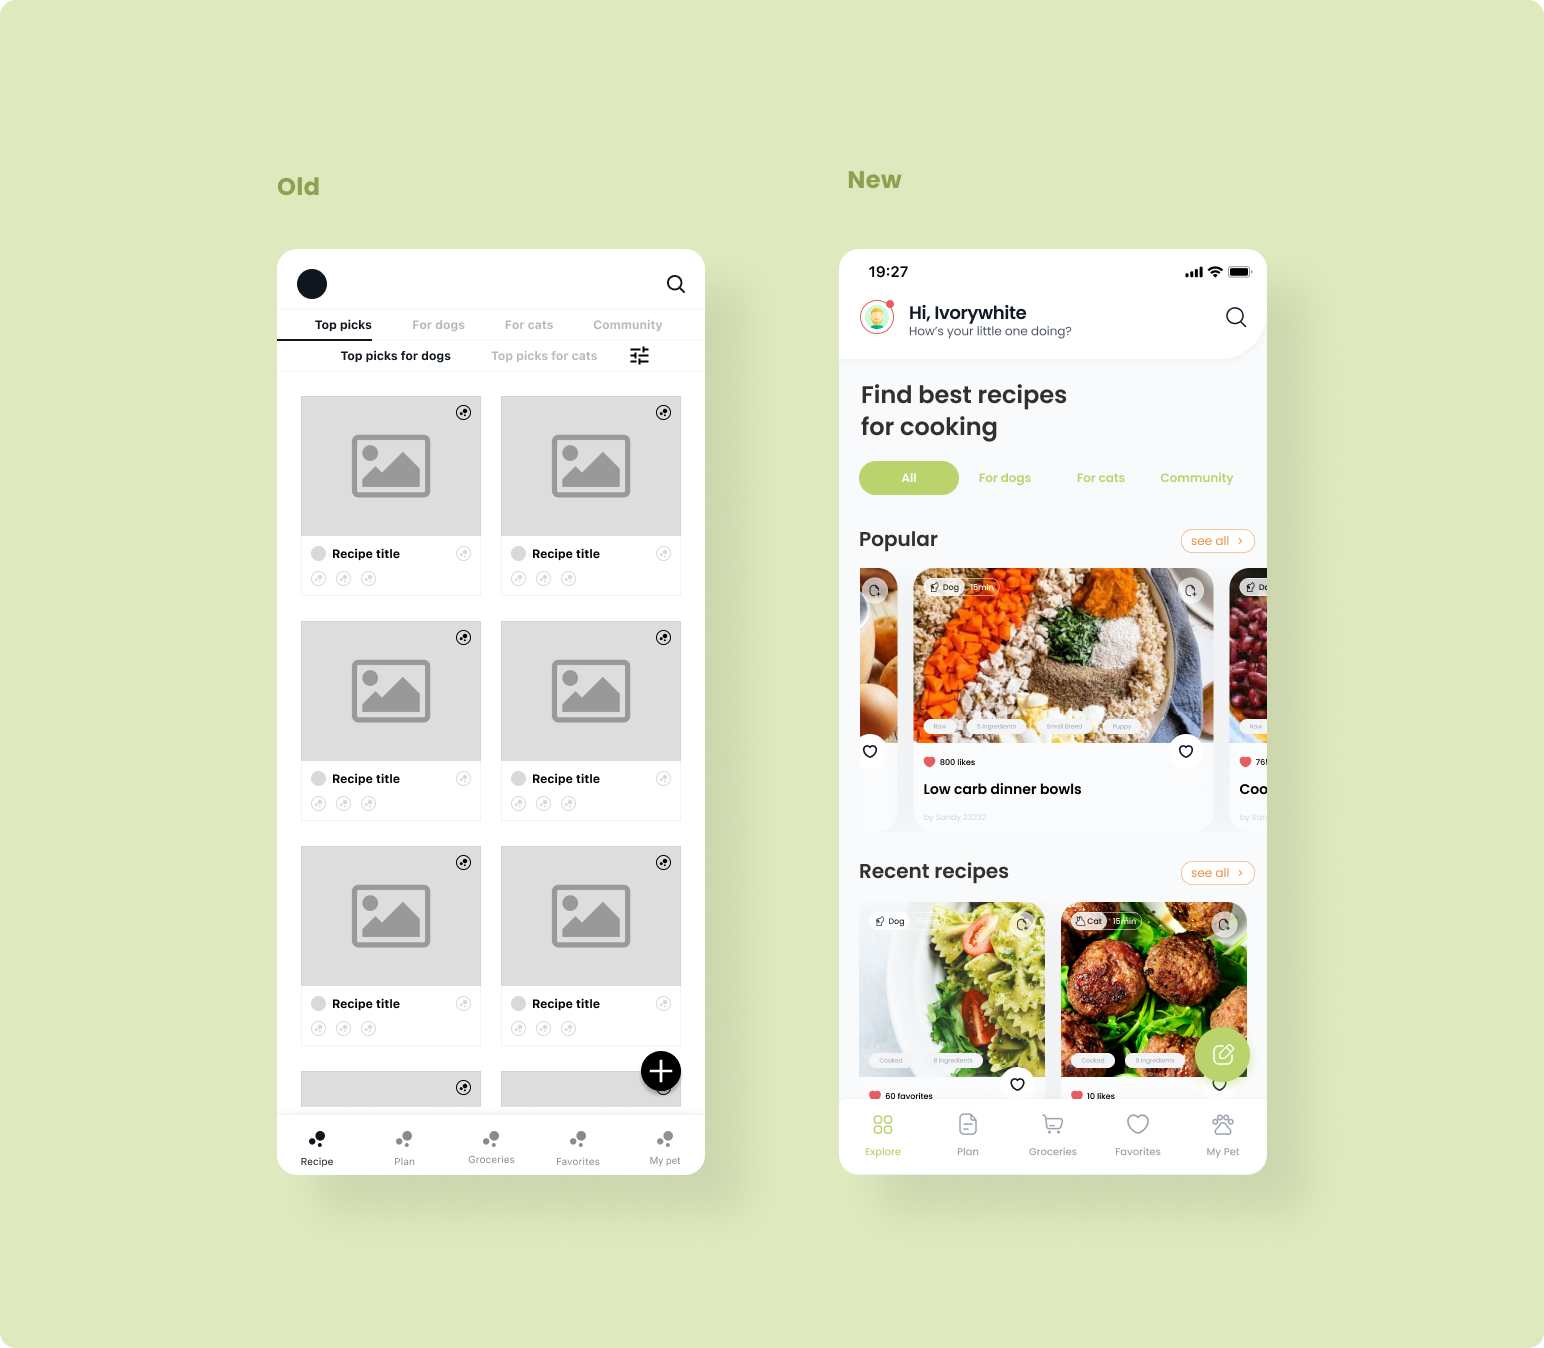 Old
New
Top picks
For dogs
For cats
Community
Top picks for dogs
Top picks for cats
Recipe title
Recipe title
Recipe title
Recipe title
Recipe title
Recipe title
Recipe
Plan
Groceries
Favorites
My pet
19:27
Hi, Ivorywhite
How's your little one doing?
Find best recipes
for cooking
All
For dogs
For cats
Community
Popular
see all
Dog
15min
Raw
5 Ingredients
Small Breed
Puppy
800 likes
Low carb dinner bowls
by Sandy 23232
Raw
Coo
by San
Recent recipes
see all
Dog
15min
Cooked
8 Ingredients
60 favorites
Cat
15min
Cooked
9 Ingredients
10 likes
Explore
Plan
Groceries
Favorites
My Pet